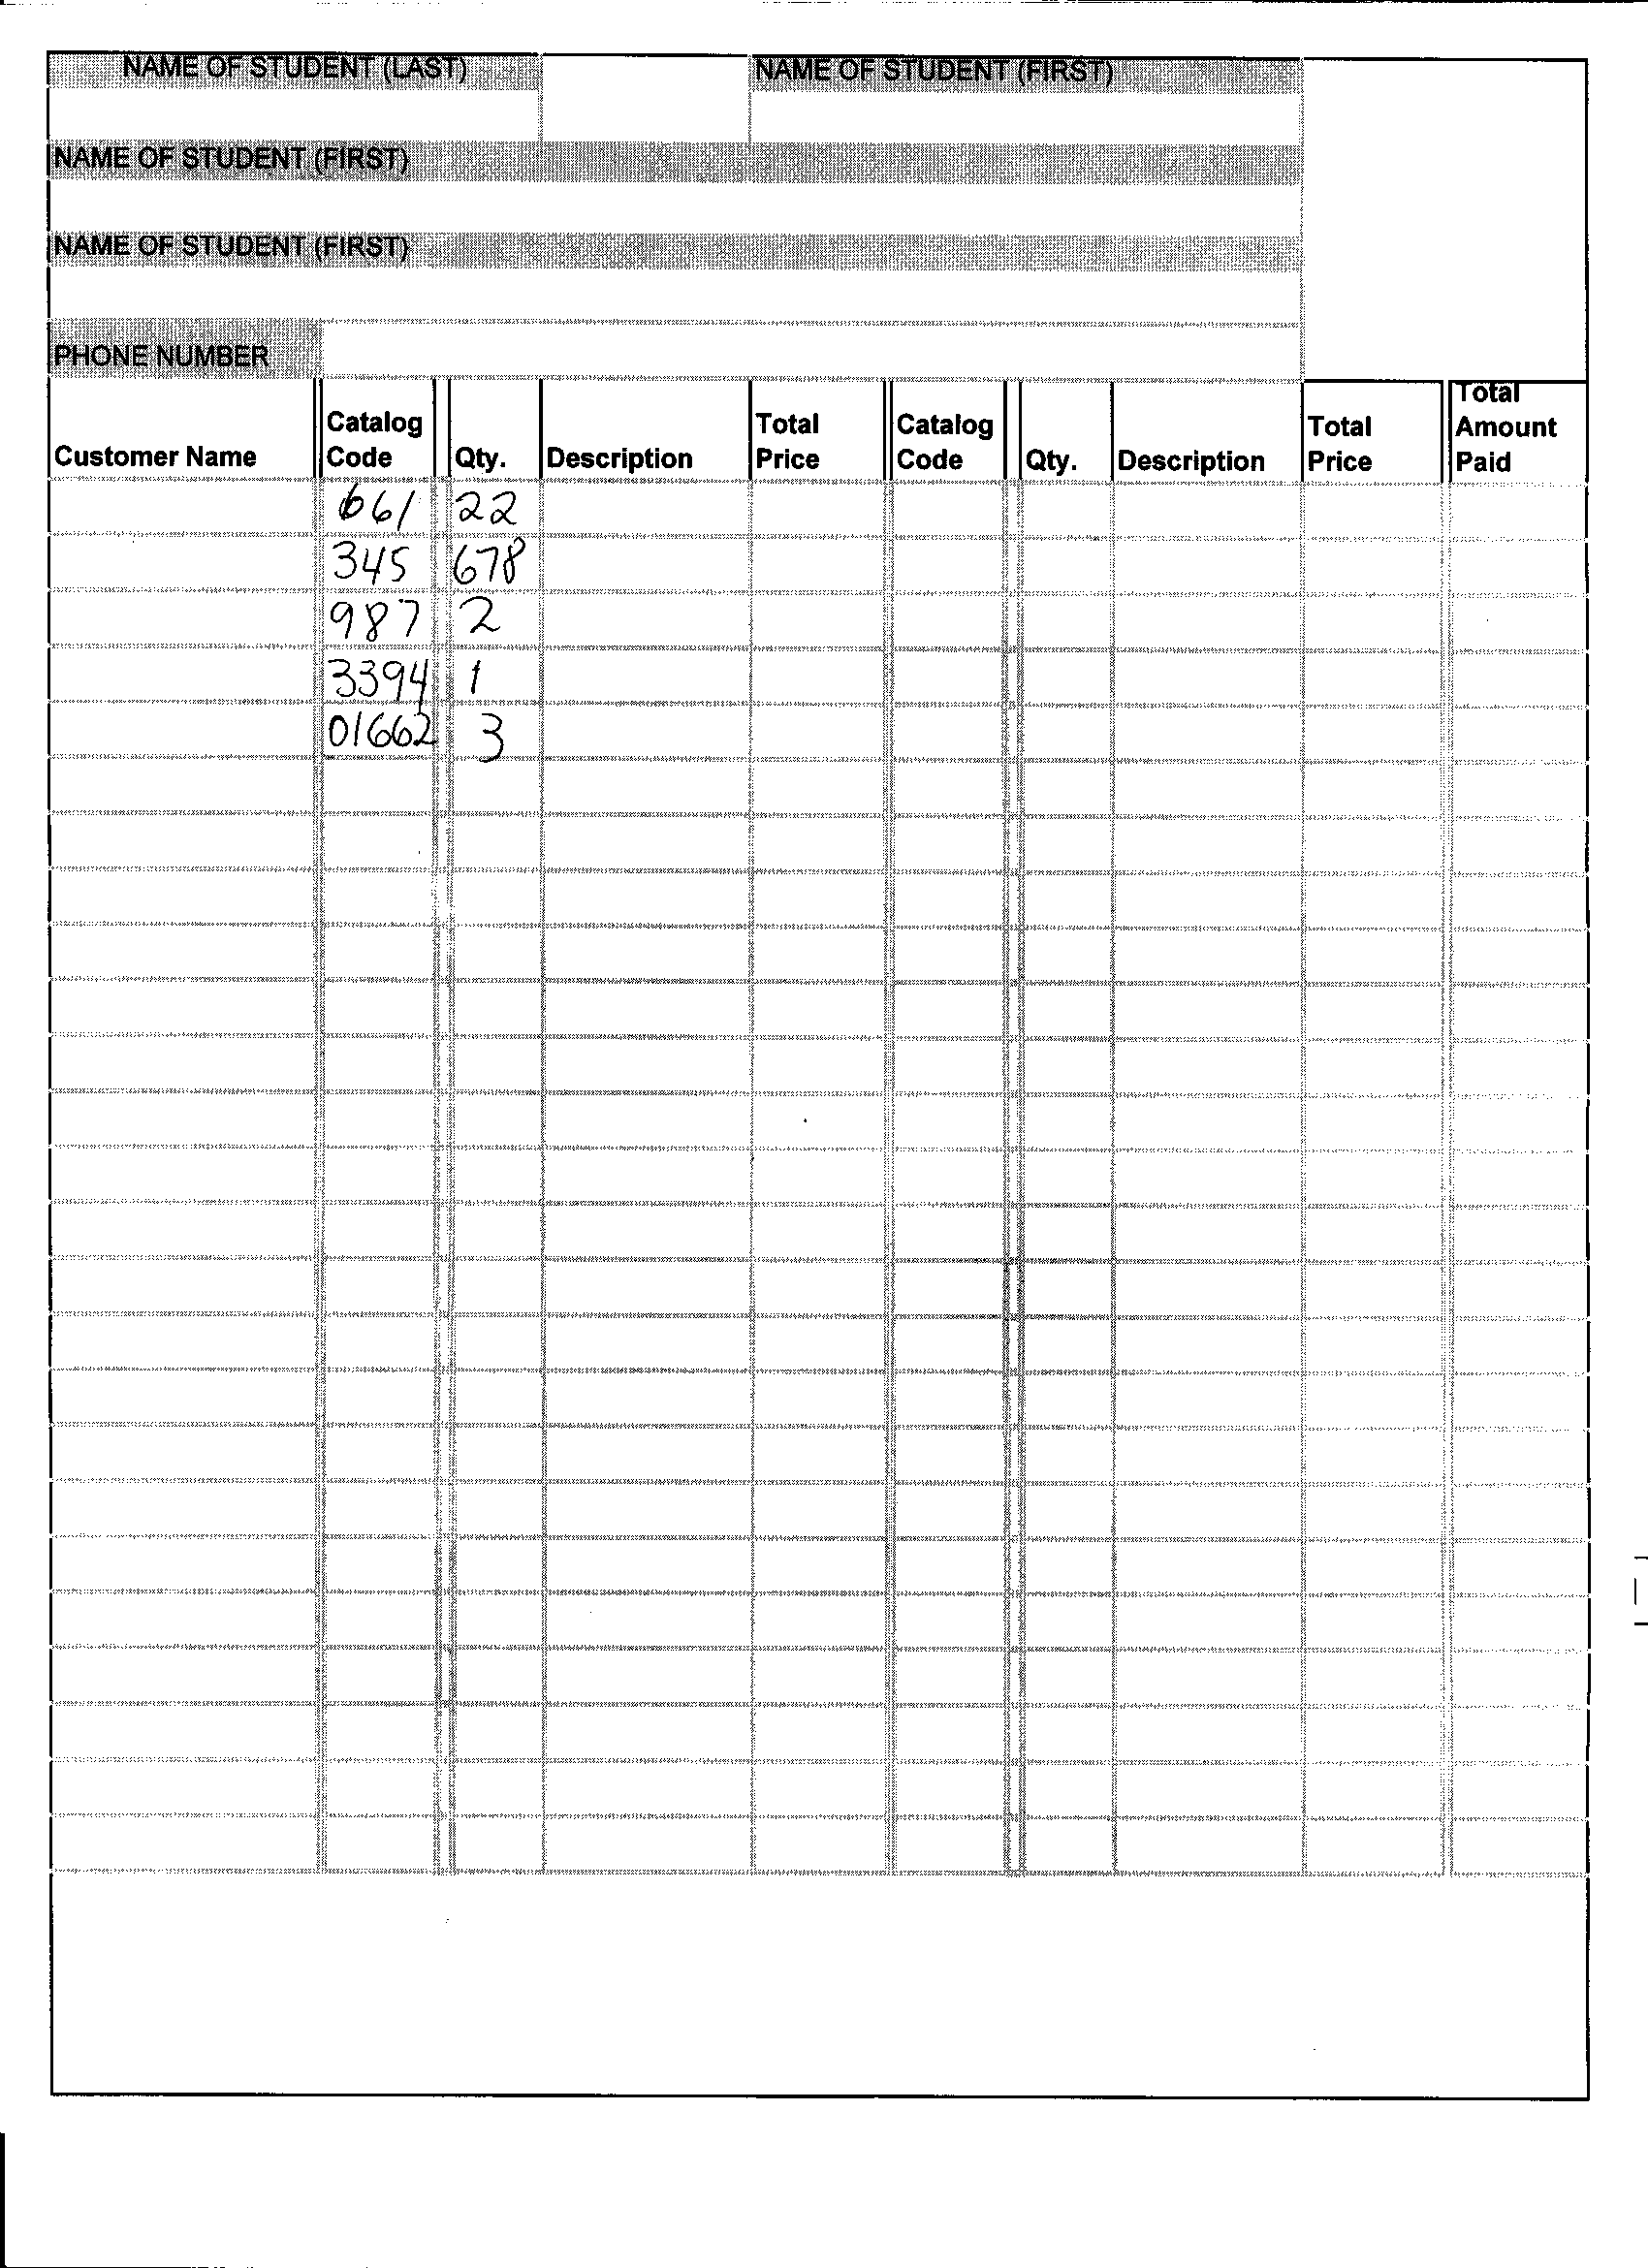 NAME OF STUDENT (LAST) NAME OF STUDENT (FIRST)
NAME OF STUDENT (FIRST)
NAME OF STUDENT (FIRST)
PHONE NUMBER
Customer Name Catalog Code Qty. Description Total Price Catalog Code Qty. Description Total Price Total Amount Paid
661 22
345 678
987 2
3394 1
01662 3